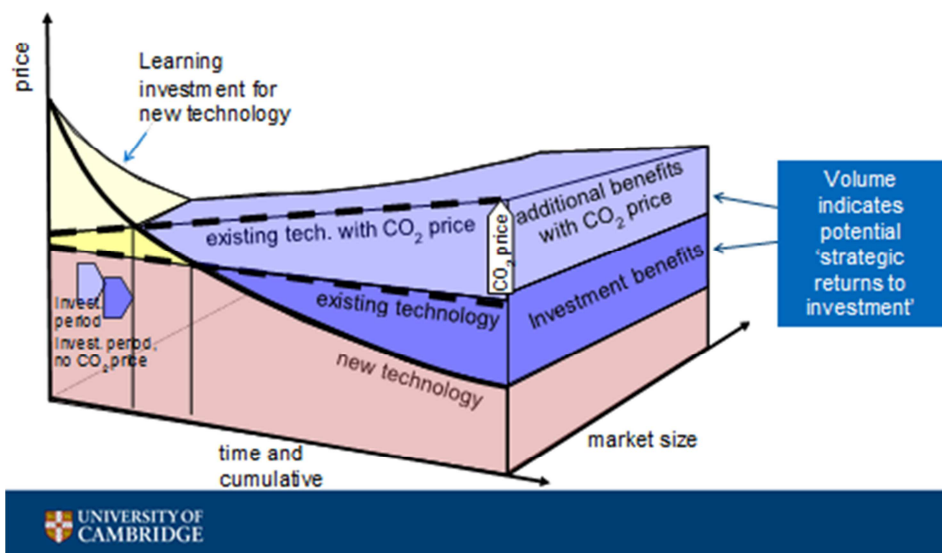 price
Learning
investment for
new technology
existing tech. with CO₂ price
additional benefits
with CO₂ price
CO₂ price
Investment benefits
existing technology
new technology
Invest.
period
Invest. period,
no CO₂ price
time and
cumulative
market size
Volume
indicates
potential
‘strategic
returns to
investment’
UNIVERSITY OF
CAMBRIDGE